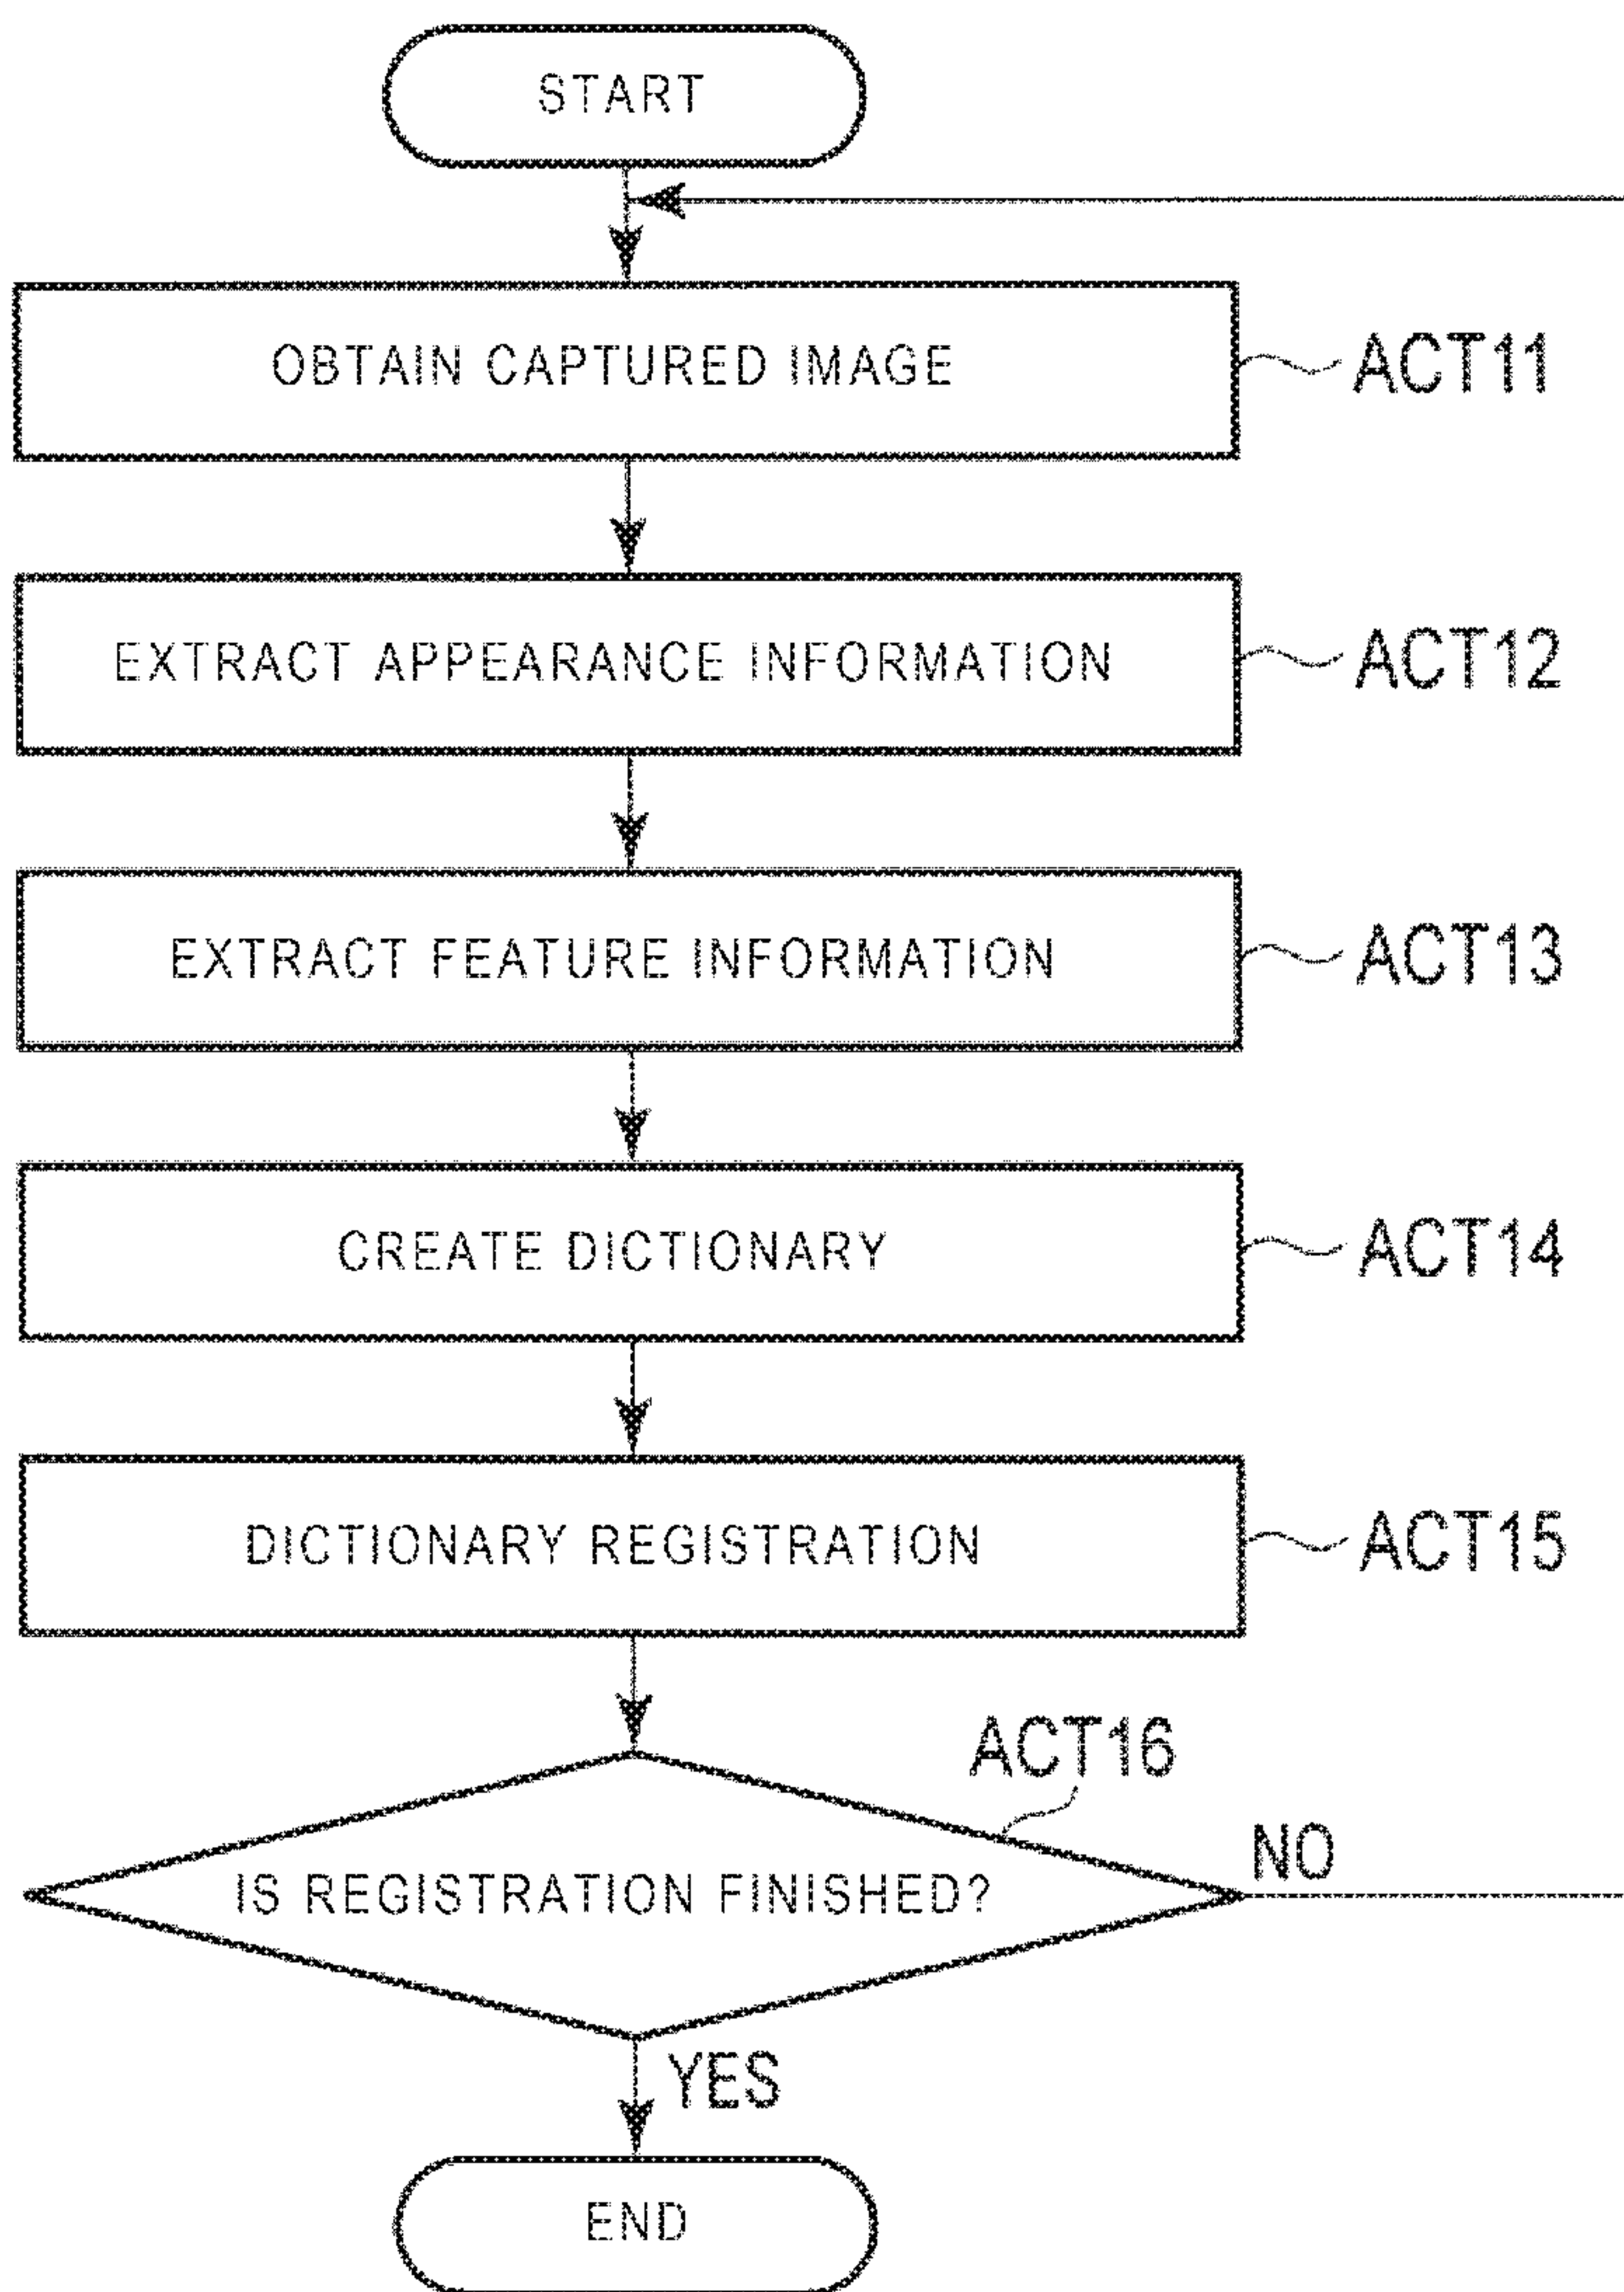 START
OBTAIN CAPTURED IMAGE
ACT11
EXTRACT APPEARANCE INFORMATION
ACT12
EXTRACT FEATURE INFORMATION
ACT13
CREATE DICTIONARY
ACT14
DICTIONARY REGISTRATION
ACT15
ACT16
IS REGISTRATION FINISHED?
NO
YES
END